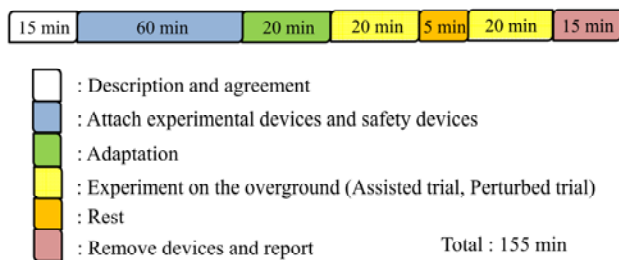 15 min 60 min 20 min 20 min 5 min 20 min 15 min
: Description and agreement
: Attach experimental devices and safety devices
: Adaptation
: Experiment on the overground (Assisted trial, Perturbed trial)
: Rest
: Remove devices and report Total : 155 min